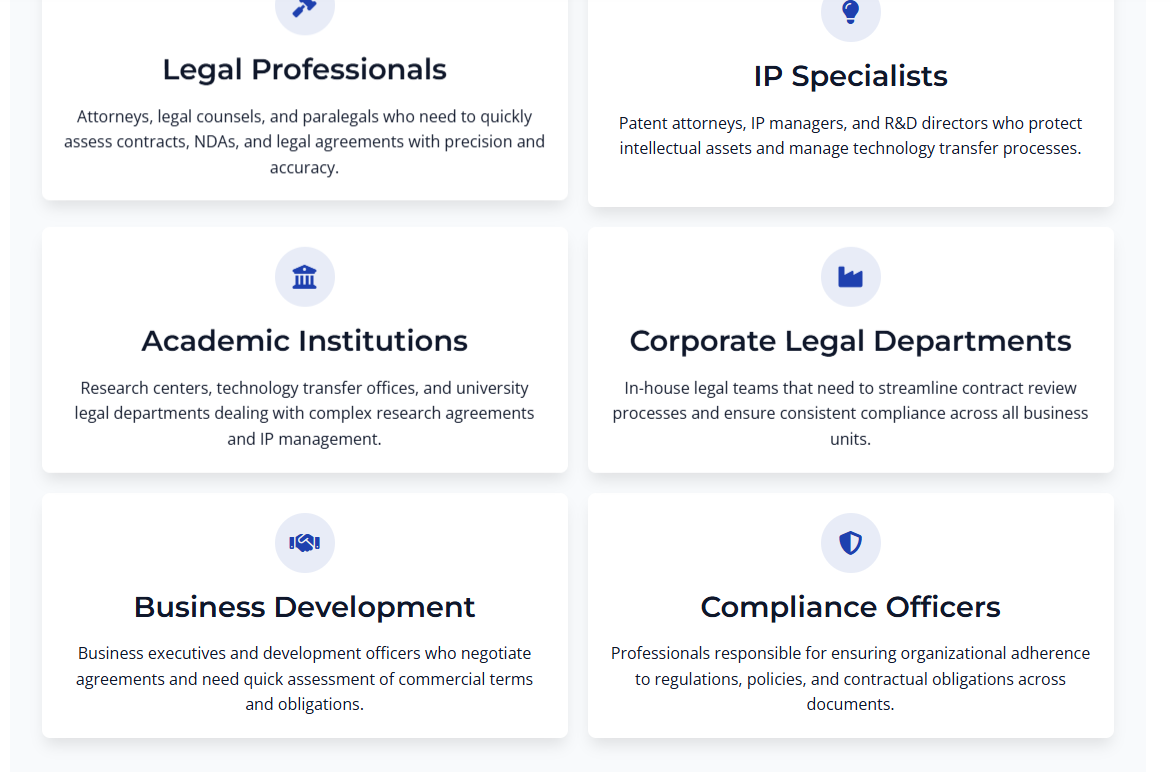 Legal Professionals
Attorneys, legal counsels, and paralegals who need to quickly
assess contracts, NDAs, and legal agreements with precision and
accuracy.
IP Specialists
Patent attorneys, IP managers, and R&D directors who protect
intellectual assets and manage technology transfer processes.
Academic Institutions
Research centers, technology transfer offices, and university
legal departments dealing with complex research agreements
and IP management.
Corporate Legal Departments
In-house legal teams that need to streamline contract review
processes and ensure consistent compliance across all business
units.
Business Development
Business executives and development officers who negotiate
agreements and need quick assessment of commercial terms
and obligations.
Compliance Officers
Professionals responsible for ensuring organizational adherence
to regulations, policies, and contractual obligations across
documents.